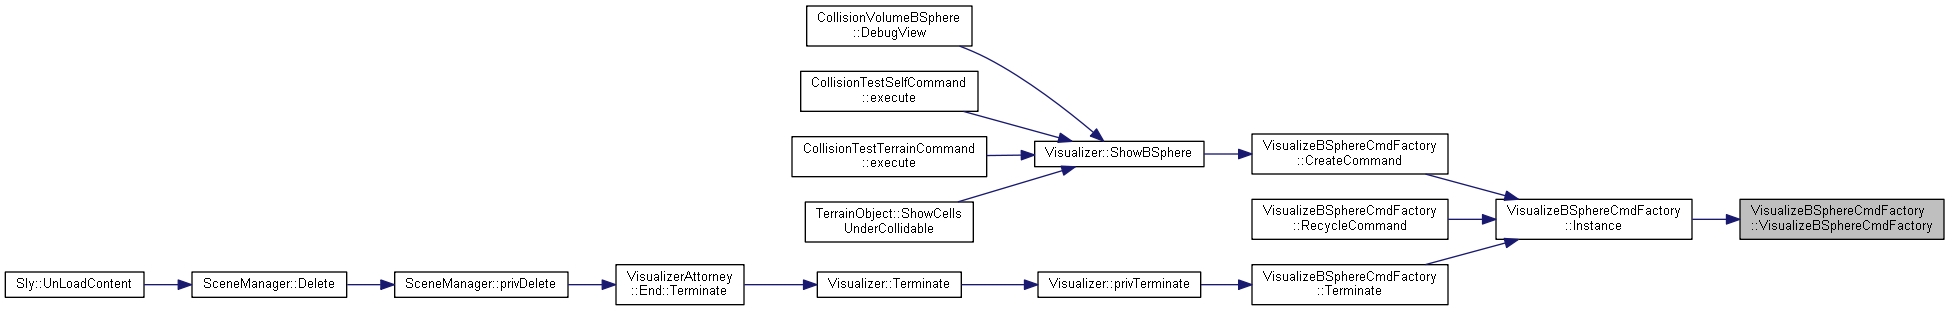 CollisionVolumeBSphere
::DebugView
CollisionTestSelfCommand
::execute
CollisionTestTerrainCommand
::execute
TerrainObject::ShowCells
UnderCollidable
Visualizer::ShowBSphere
VisualizeBSphereCmdFactory
::CreateCommand
VisualizeBSphereCmdFactory
::RecycleCommand
VisualizeBSphereCmdFactory
::Terminate
VisualizeBSphereCmdFactory
::Instance
VisualizeBSphereCmdFactory
::VisualizeBSphereCmdFactory
Sly::UnLoadContent
SceneManager::Delete
SceneManager::privDelete
VisualizerAttorney
::End::Terminate
Visualizer::Terminate
Visualizer::privTerminate